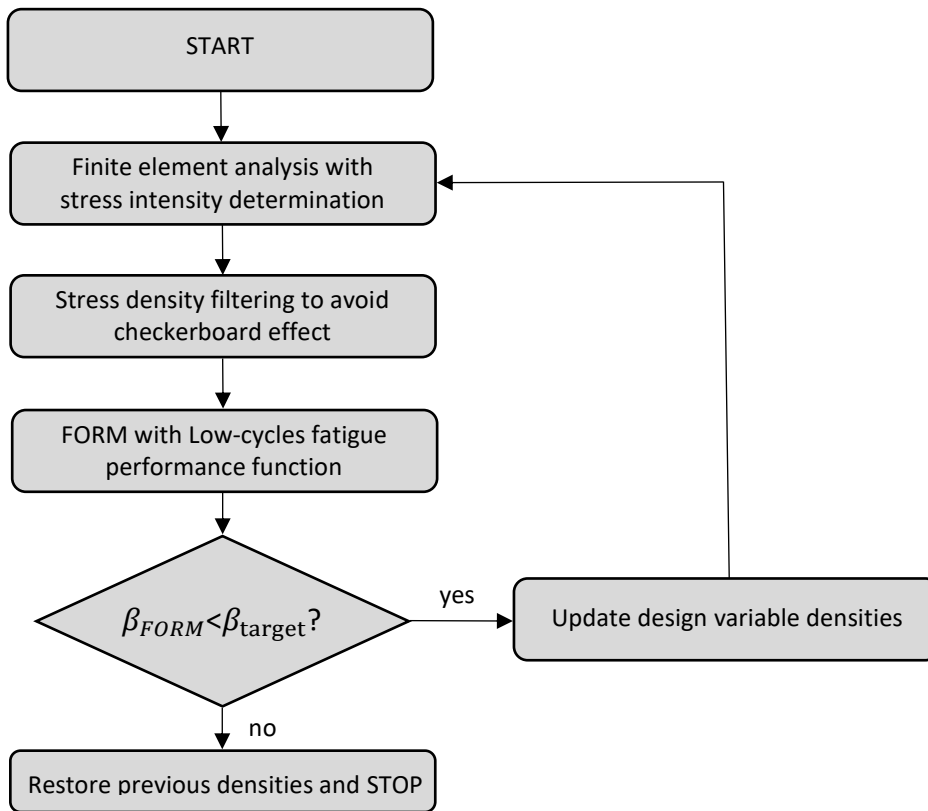 START
Finite element analysis with
stress intensity determination
Stress density filtering to avoid
checkerboard effect
FORM with Low-cycles fatigue
performance function
β_FORM<β_target?
yes
Update design variable densities
no
Restore previous densities and STOP